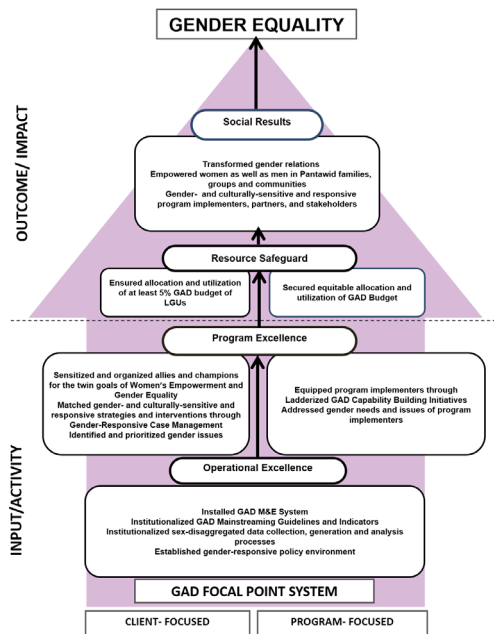 GENDER EQUALITY
OUTCOME/ IMPACT
Social Results
Transformed gender relations
Empowered women as well as men in Pantawid families,
groups and communities
Gender- and culturally-sensitive and responsive
program implementers, partners, and stakeholders
Resource Safeguard
Ensured allocation and utilization
of at least 5% GAD budget of
LGUs
Secured equitable allocation and
utilization of GAD Budget
INPUT/ACTIVITY
Program Excellence
Sensitized and organized allies and champions
for the twin goals of Women's Empowerment and
Gender Equality
Matched gender- and culturally-sensitive and
responsive strategies and interventions through
Gender-Responsive Case Management
Identified and prioritized gender issues
Equipped program implementers through
Ladderized GAD Capability Building Initiatives
Addressed gender needs and issues of program
implementers
Operational Excellence
Installed GAD M&E System
Institutionalized GAD Mainstreaming Guidelines and Indicators
Institutionalized sex-disaggregated data collection, generation and analysis
processes
Established gender-responsive policy environment
GAD FOCAL POINT SYSTEM
CLIENT- FOCUSED
PROGRAM- FOCUSED